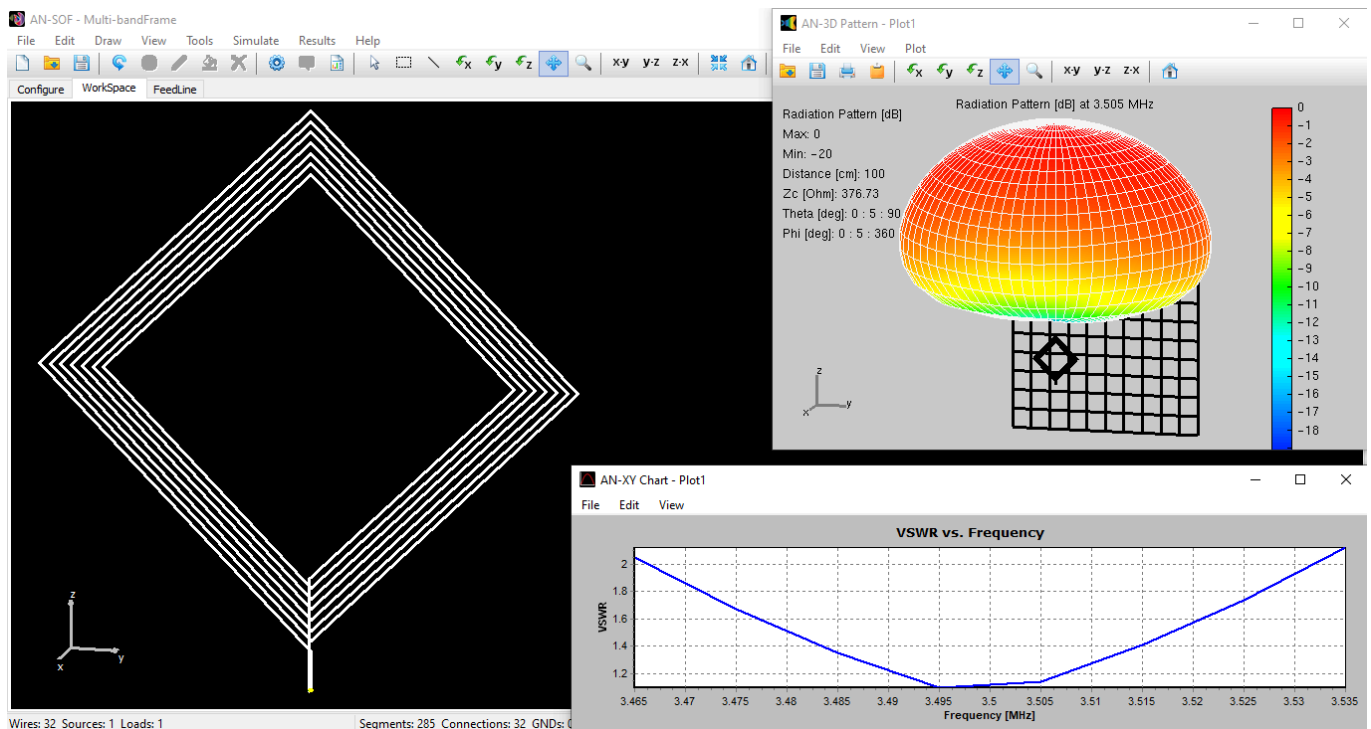 AN-SOF - Multi-bandFrame
File Edit Draw View Tools Simulate Results Help
x-y y-z z-x
Configure WorkSpace FeedLine
z
x
y
Wires: 32 Sources: 1 Loads: 1
Segments: 285 Connections: 32 GNDs:
AN-3D Pattern - Plot1
File Edit View Plot
x y z x-y y-z z-x
Radiation Pattern [dB] at 3.505 MHz
Radiation Pattern [dB]
Max: 0
Min: -20
Distance [cm]: 100
Zc [Ohm]: 376.73
Theta [deg]: 0 : 5 : 90
Phi [deg]: 0 : 5 : 360
0
-1
-2
-3
-4
-5
-6
-7
-8
-9
-10
-11
-12
-13
-14
-15
-16
-17
-18
z
x
y
AN-XY Chart - Plot1
File Edit View
VSWR vs. Frequency
VSWR
2
1.8
1.6
1.4
1.2
3.465 3.47 3.475 3.48 3.485 3.49 3.495 3.5 3.505 3.51 3.515 3.52 3.525 3.53 3.535
Frequency [MHz]